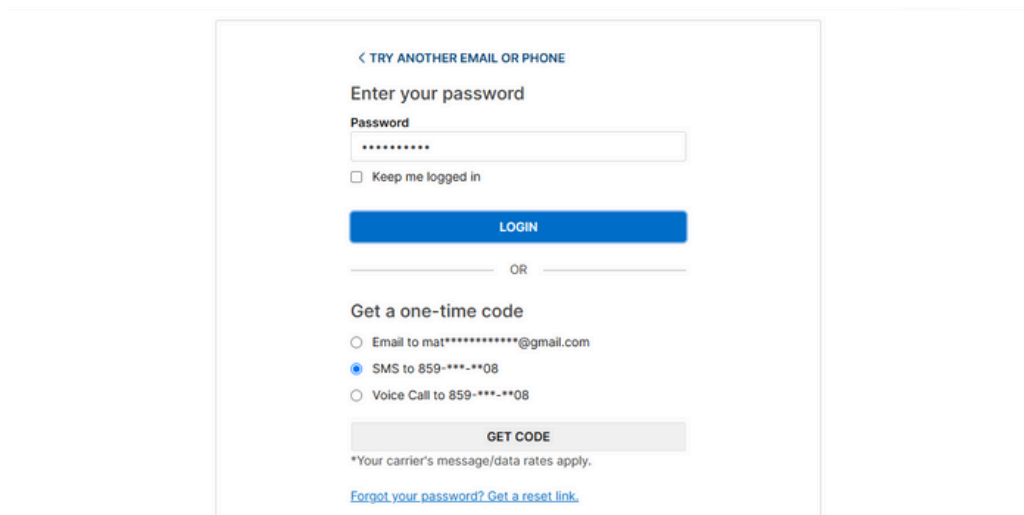 < TRY ANOTHER EMAIL OR PHONE
Enter your password
Password
••••••••••
Keep me logged in
LOGIN
OR
Get a one-time code
Email to mat************@gmail.com
SMS to 859-***-**08
Voice Call to 859-***-**08
GET CODE
*Your carrier's message/data rates apply.
Forgot your password? Get a reset link.